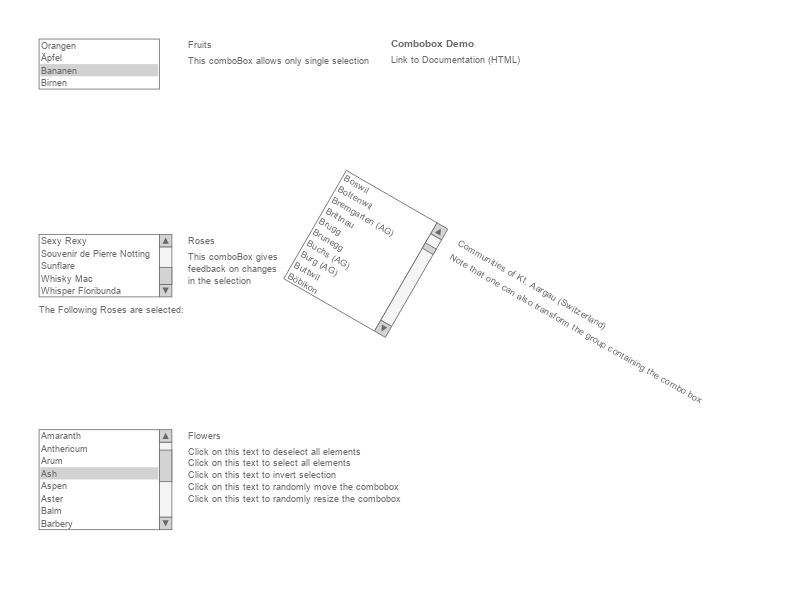 Orangen
Äpfel
Bananen
Birnen
Fruits
This comboBox allows only single selection
Combobox Demo
Link to Documentation (HTML)
Boswil
Bottenwil
Bremgarten (AG)
Brittnau
Brugg
Brunegg
Buchs (AG)
Burg (AG)
Buttwil
Böbikon
Communities of Kt. Aargau (Switzerland)
Note that one can also transform the group containing the combo box
Sexy Rexy
Souvenir de Pierre Notting
Sunflare
Whisky Mac
Whisper Floribunda
Roses
This comboBox gives
feedback on changes
in the selection
The Following Roses are selected:
Amaranth
Anthericum
Arum
Ash
Aspen
Aster
Balm
Barbery
Flowers
Click on this text to deselect all elements
Click on this text to select all elements
Click on this text to invert selection
Click on this text to randomly move the combobox
Click on this text to randomly resize the combobox